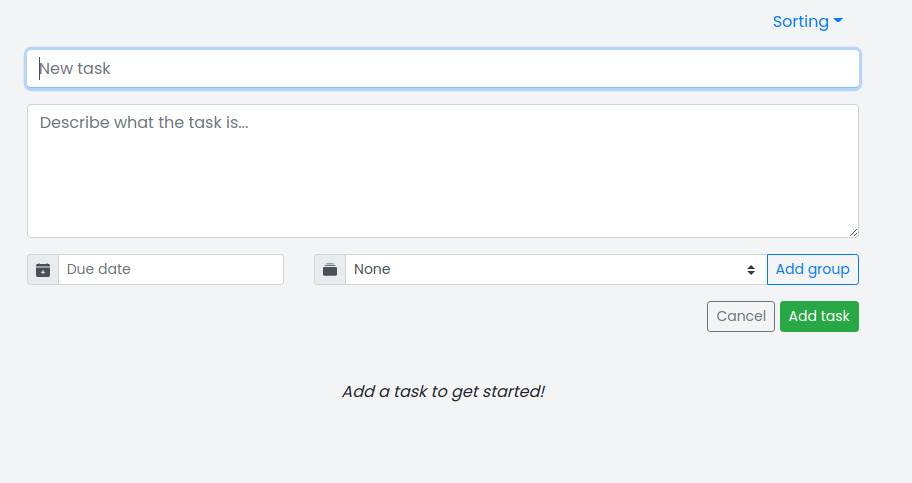 Sorting
New task
Describe what the task is...
Due date
None
Add group
Cancel
Add task
Add a task to get started!